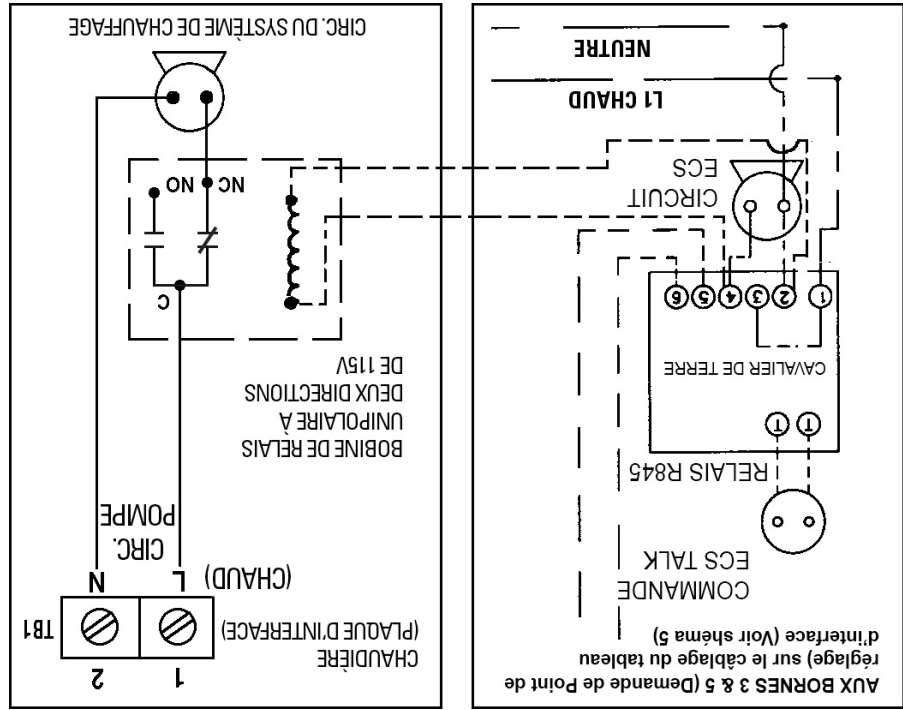 AUX BORNES 3 & 5 (Demande de Point de
réglage) sur le câblage du tableau
d'interface (Voir shéma 5)
COMMANDE
ECS TALK
RELAIS R845
T T
CAVALIER DE TERRE
1 2 3 4 5 6
CIRCUIT
ECS
L1 CHAUD
NEUTRE
1 2
CHAUDIÈRE
(PLAQUE D'INTERFACE)
TB1
(CHAUD)
L N
CIRC.
POMPE
BOBINE DE RELAIS
UNIPOLAIRE À
DEUX DIRECTIONS
DE 115V
C
NC NO
CIRC. DU SYSTÈME DE CHAUFFAGE